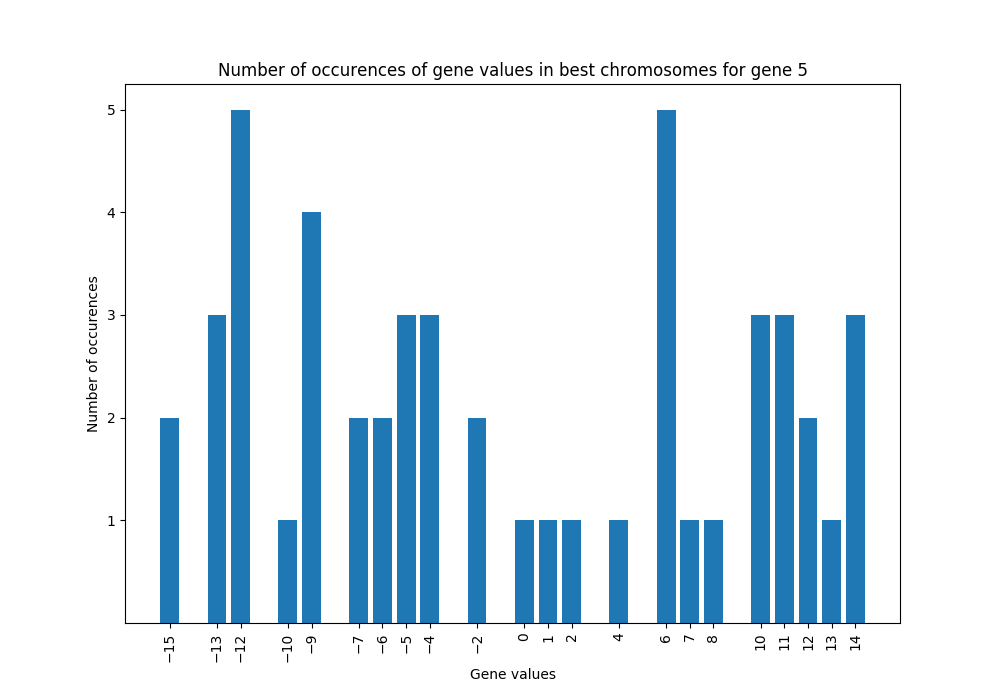 Number of occurences of gene values in best chromosomes for gene 5
5
4
3
2
1
Number of occurences
−15 −13 −12 −10 −9 −7 −6 −5 −4 −2 0 1 2 4 6 7 8 10 11 12 13 14
Gene values